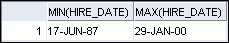 MIN(HIRE_DATE) MAX(HIRE_DATE)
1 17-JUN-87 29-JAN-00